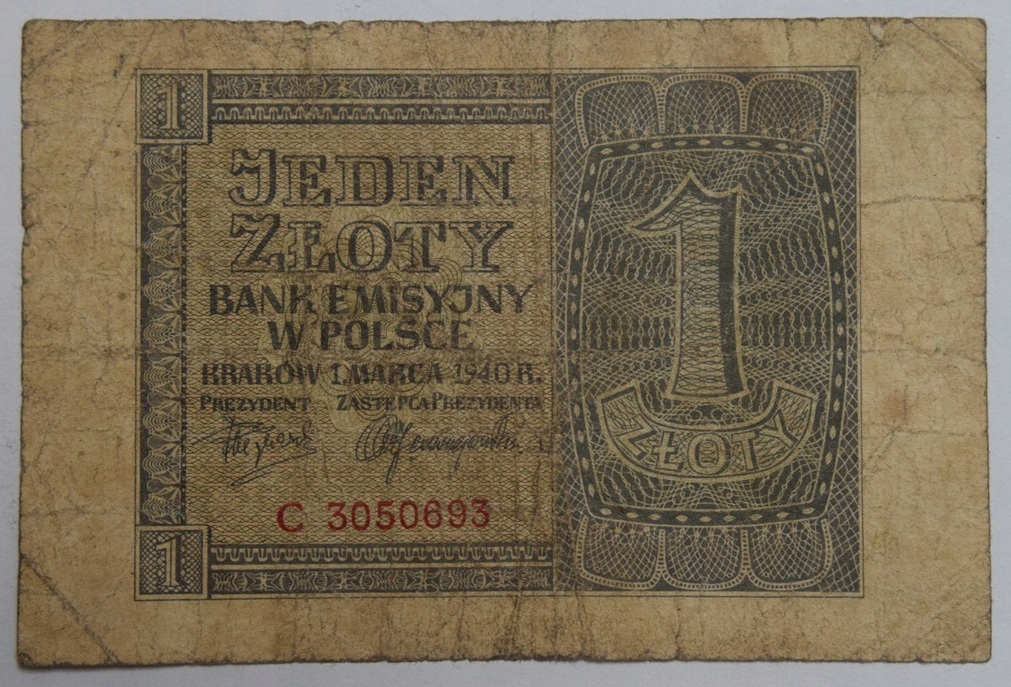 1
JEDEN
ZŁOTY
BANK EMISYJNY
W POLSCE
KRAKÓW 1. MARCA 1940 R.
PREZYDENT ZASTĘPCA PREZYDENTA
C 3050693
1
1
ZŁOTY